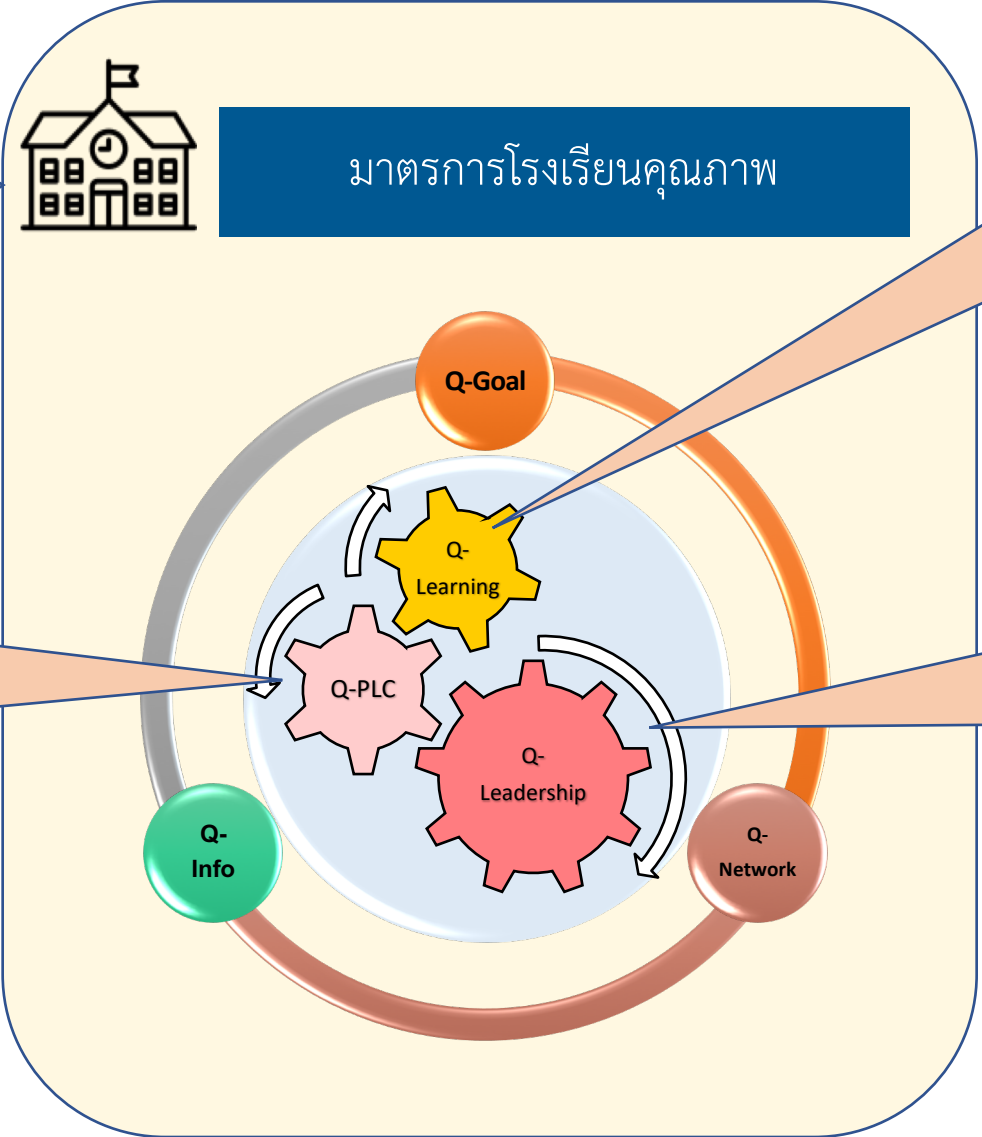 มาตรการโรงเรียนคุณภาพ
Q-Goal
Q-
Learning
Q-PLC
Q-
Leadership
Q-
Info
Q-
Network